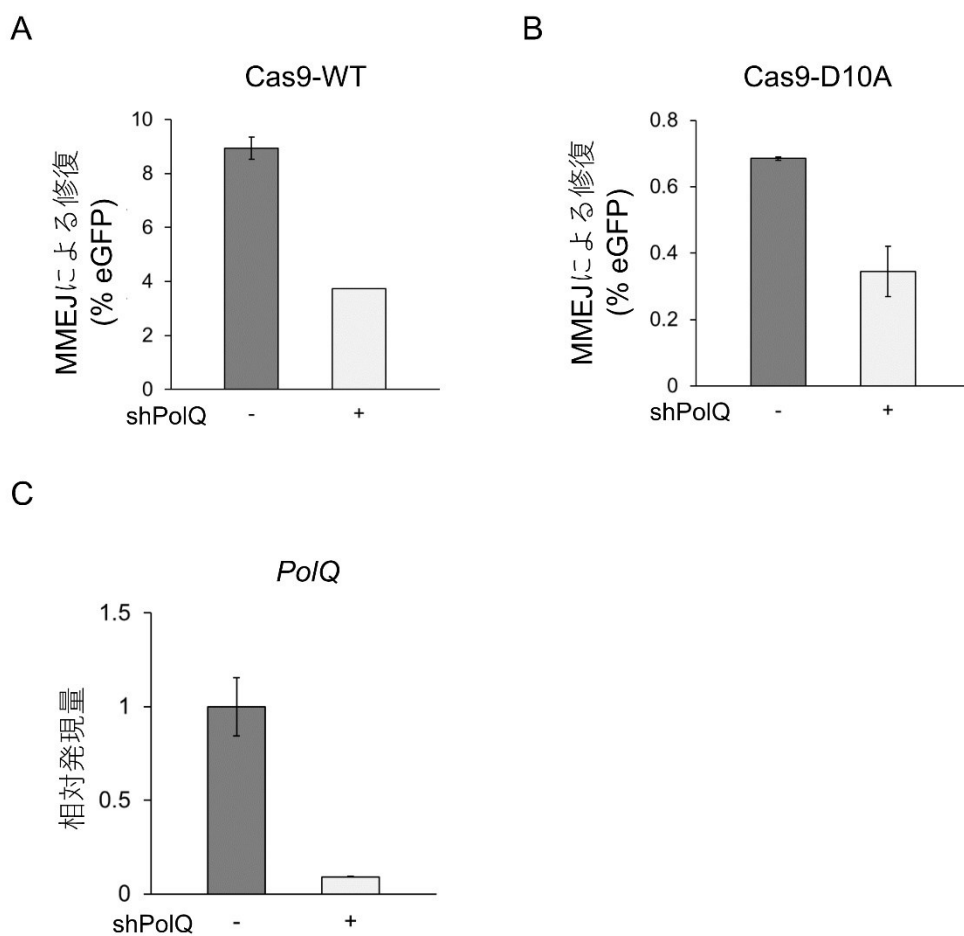 A
Cas9-WT
MMEJによる修復
(% eGFP)
10
8
6
4
2
0
shPolQ - +
B
Cas9-D10A
MMEJによる修復
(% eGFP)
0.8
0.6
0.4
0.2
0
shPolQ - +
C
PolQ
相対発現量
1.5
1
0.5
0
shPolQ - +